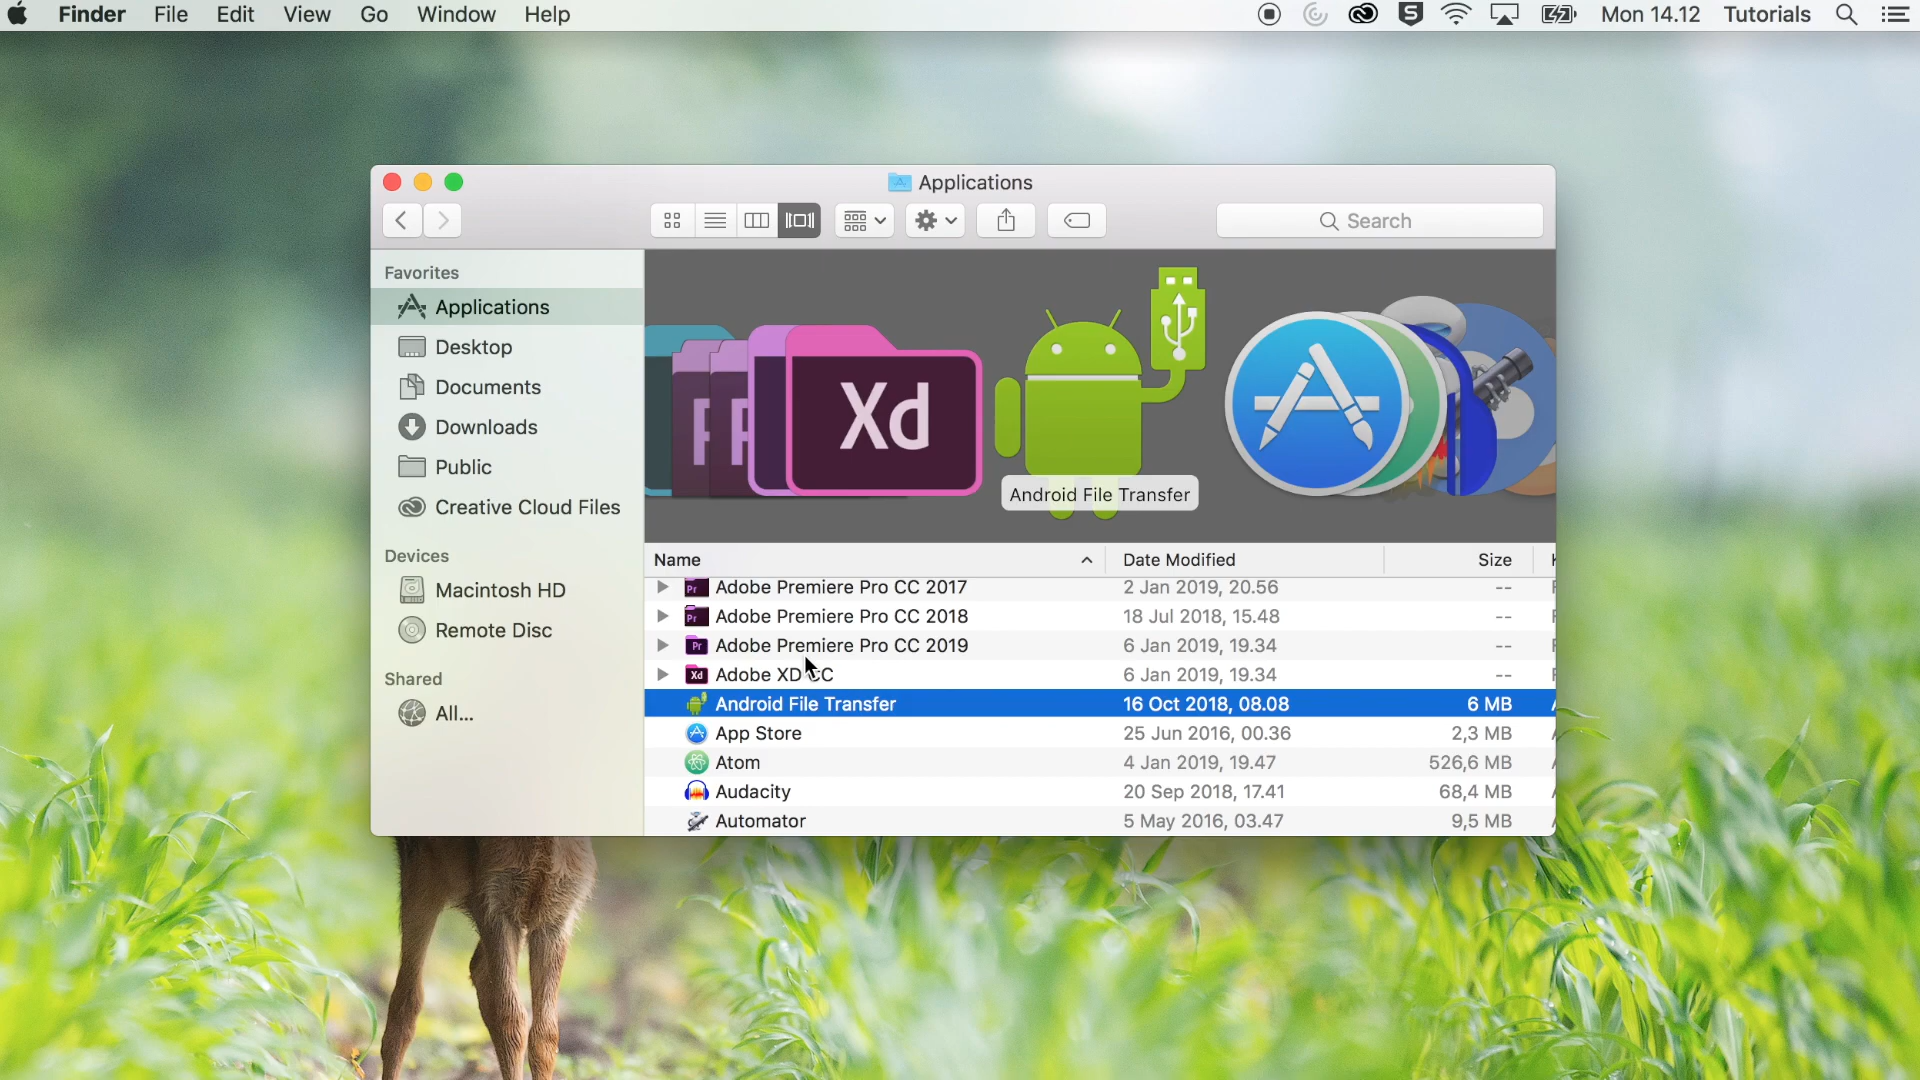 Finder File Edit View Go Window Help
S Mon 14.12 Tutorials
Applications
Search
Favorites
Applications
Desktop
Documents
Downloads
Public
Creative Cloud Files
Devices
Macintosh HD
Remote Disc
Shared
All...
Xd
Android File Transfer
Name Date Modified Size
Pr Adobe Premiere Pro CC 2017 2 Jan 2019, 20.56 --
Pr Adobe Premiere Pro CC 2018 18 Jul 2018, 15.48 --
Pr Adobe Premiere Pro CC 2019 6 Jan 2019, 19.34 --
Xd Adobe XD CC 6 Jan 2019, 19.34 --
Android File Transfer 16 Oct 2018, 08.08 6 MB
App Store 25 Jun 2016, 00.36 2,3 MB
Atom 4 Jan 2019, 19.47 526,6 MB
Audacity 20 Sep 2018, 17.41 68,4 MB
Automator 5 May 2016, 03.47 9,5 MB